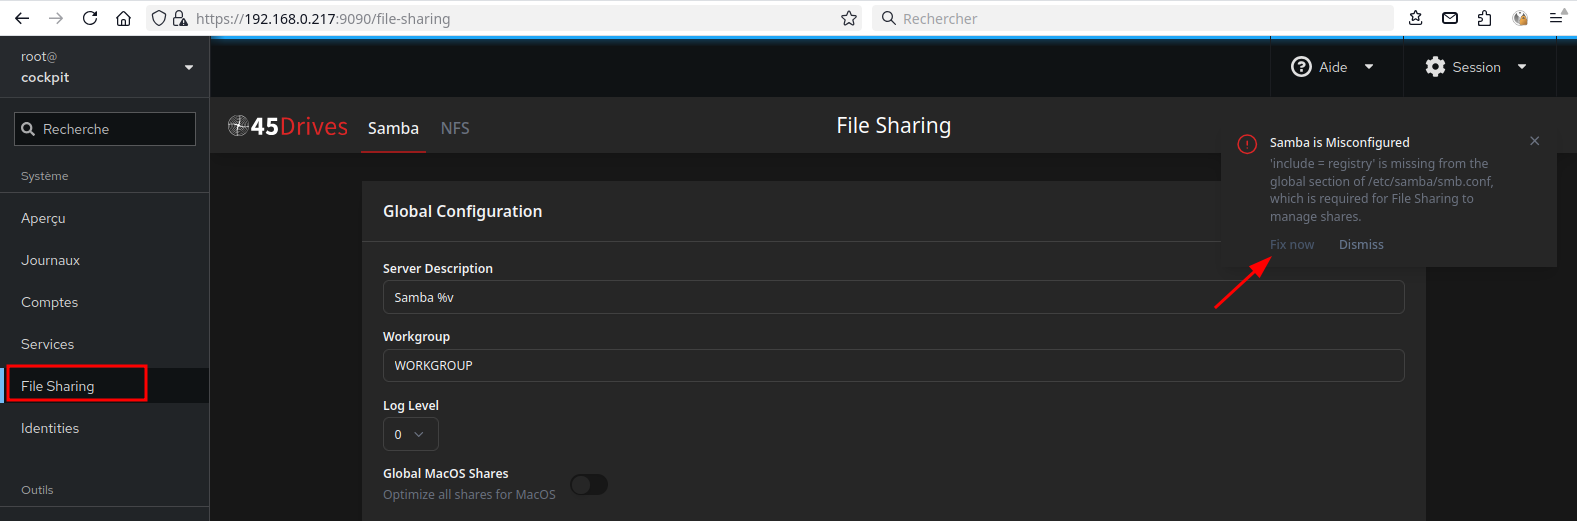 https://192.168.0.217:9090/file-sharing
Rechercher
root@
cockpit
Aide
Session
Recherche
45Drives
Samba
NFS
File Sharing
Système
Aperçu
Journaux
Comptes
Services
File Sharing
Identities
Outils
Samba is Misconfigured
'include = registry' is missing from the
global section of /etc/samba/smb.conf,
which is required for File Sharing to
manage shares.
Fix now
Dismiss
Global Configuration
Server Description
Samba %v
Workgroup
WORKGROUP
Log Level
0
Global MacOS Shares
Optimize all shares for MacOS